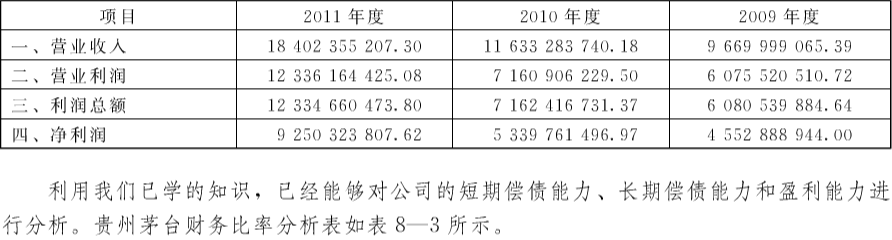 项目 2011 年度 2010 年度 2009 年度
一、营业收入 18 402 355 207.30 11 633 283 740.18 9 669 999 065.39
二、营业利润 12 336 164 425.08 7 160 906 229.50 6 075 520 510.72
三、利润总额 12 334 660 473.80 7 162 416 731.37 6 080 539 884.64
四、净利润 9 250 323 807.62 5 339 761 496.97 4 552 888 944.00
利用我们已学的知识，已经能够对公司的短期偿债能力、长期偿债能力和盈利能力进
行分析。贵州茅台财务比率分析表如表 8—3 所示。